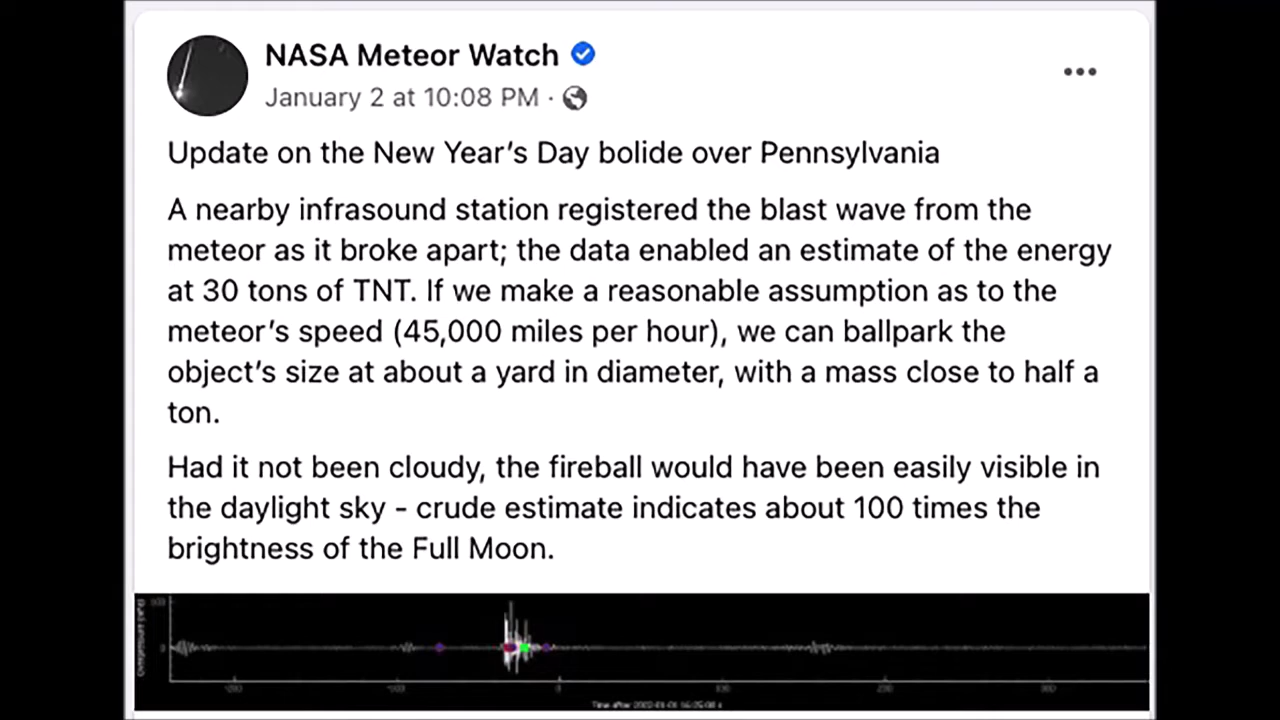 NASA Meteor Watch
January 2 at 10:08 PM ·
Update on the New Year's Day bolide over Pennsylvania
A nearby infrasound station registered the blast wave from the
meteor as it broke apart; the data enabled an estimate of the energy
at 30 tons of TNT. If we make a reasonable assumption as to the
meteor's speed (45,000 miles per hour), we can ballpark the
object's size at about a yard in diameter, with a mass close to half a
ton.
Had it not been cloudy, the fireball would have been easily visible in
the daylight sky - crude estimate indicates about 100 times the
brightness of the Full Moon.